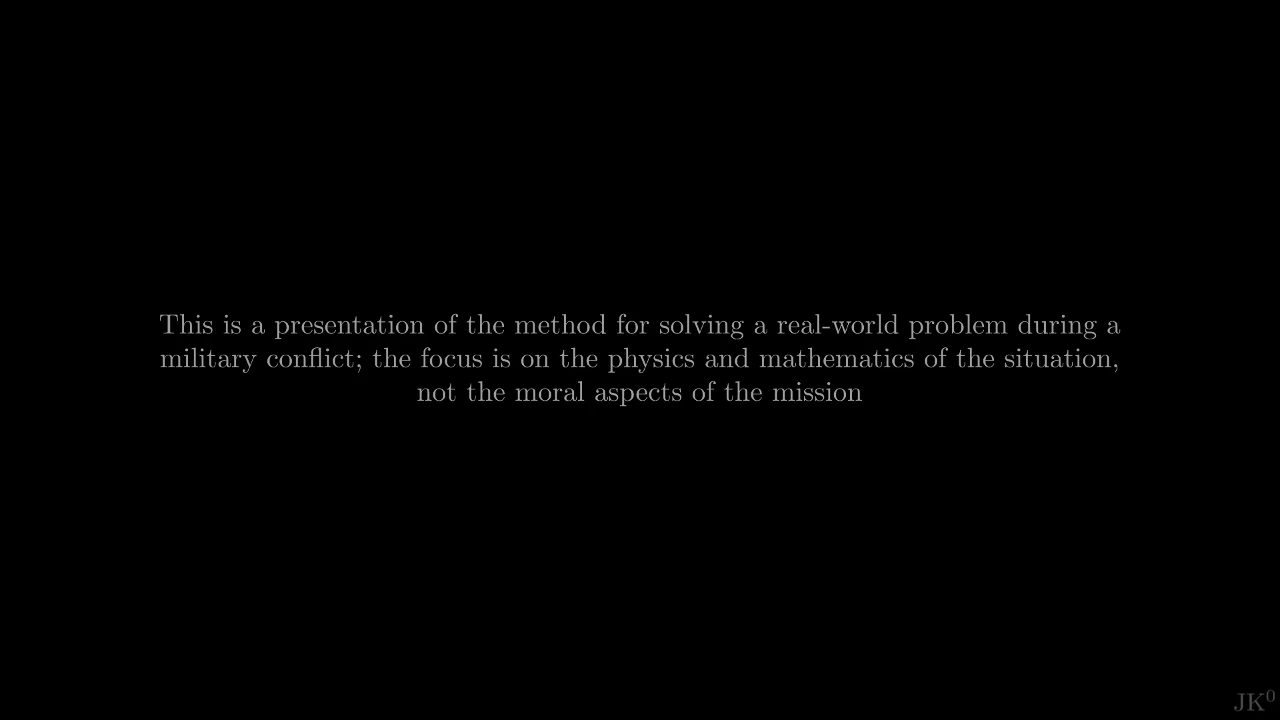 This is a presentation of the method for solving a real-world problem during a
military conflict; the focus is on the physics and mathematics of the situation,
not the moral aspects of the mission
JK⁰